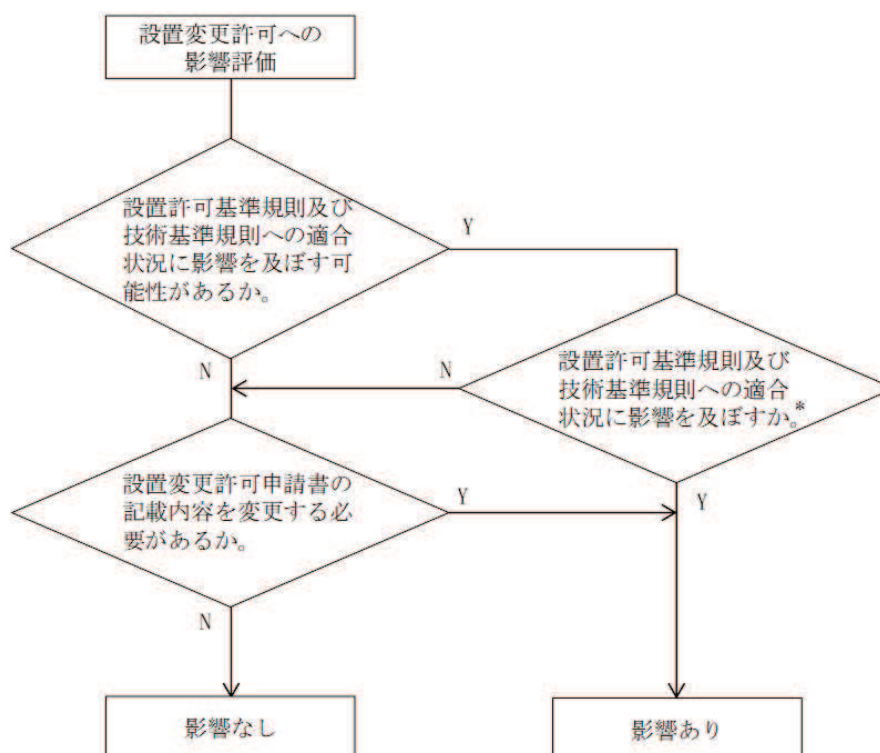 設置変更許可への
影響評価
設置許可基準規則及び
技術基準規則への適合
状況に影響を及ぼす可
能性があるか。
Y
N
設置許可基準規則及び
技術基準規則への適合
状況に影響を及ぼすか。*
N
Y
設置変更許可申請書の
記載内容を変更する必
要があるか。
Y
N
影響なし
影響あり